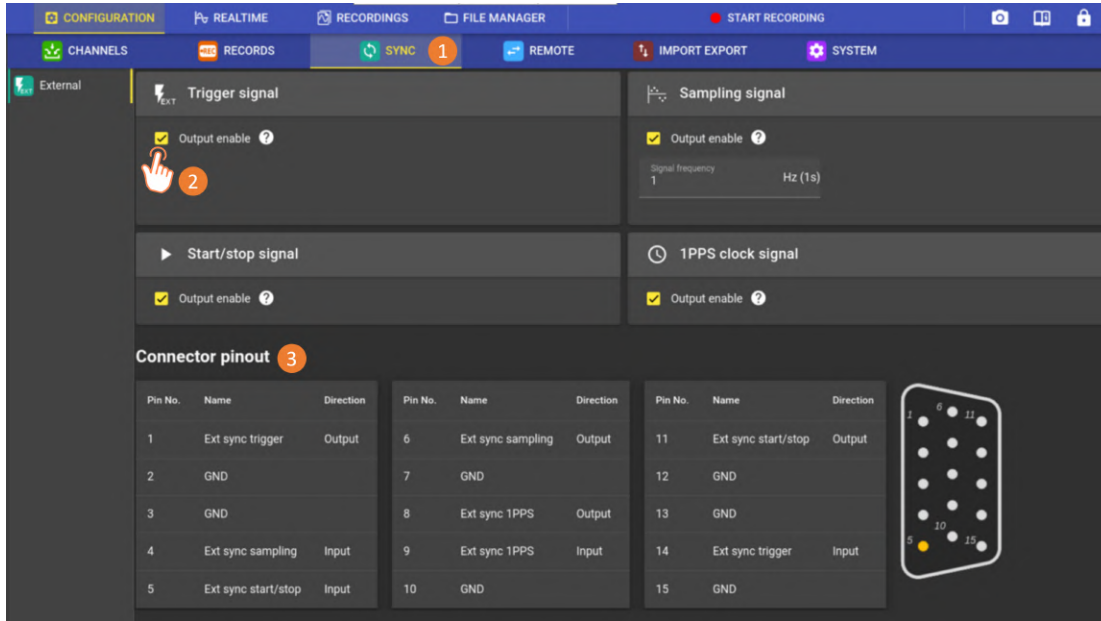 CONFIGURATION REALTIME RECORDINGS FILE MANAGER START RECORDING
CHANNELS REC RECORDS SYNC 1 REMOTE IMPORT EXPORT SYSTEM
EXT External
EXT Trigger signal
Output enable ?
2
Sampling signal
Output enable ?
Signal frequency
1 Hz (1s)
Start/stop signal
Output enable ?
1PPS clock signal
Output enable ?
Connector pinout 3
Pin No. Name Direction
1 Ext sync trigger Output
2 GND
3 GND
4 Ext sync sampling Input
5 Ext sync start/stop Input
Pin No. Name Direction
6 Ext sync sampling Output
7 GND
8 Ext sync 1PPS Output
9 Ext sync 1PPS Input
10 GND
Pin No. Name Direction
11 Ext sync start/stop Output
12 GND
13 GND
14 Ext sync trigger Input
15 GND
1 6 11
5 10 15